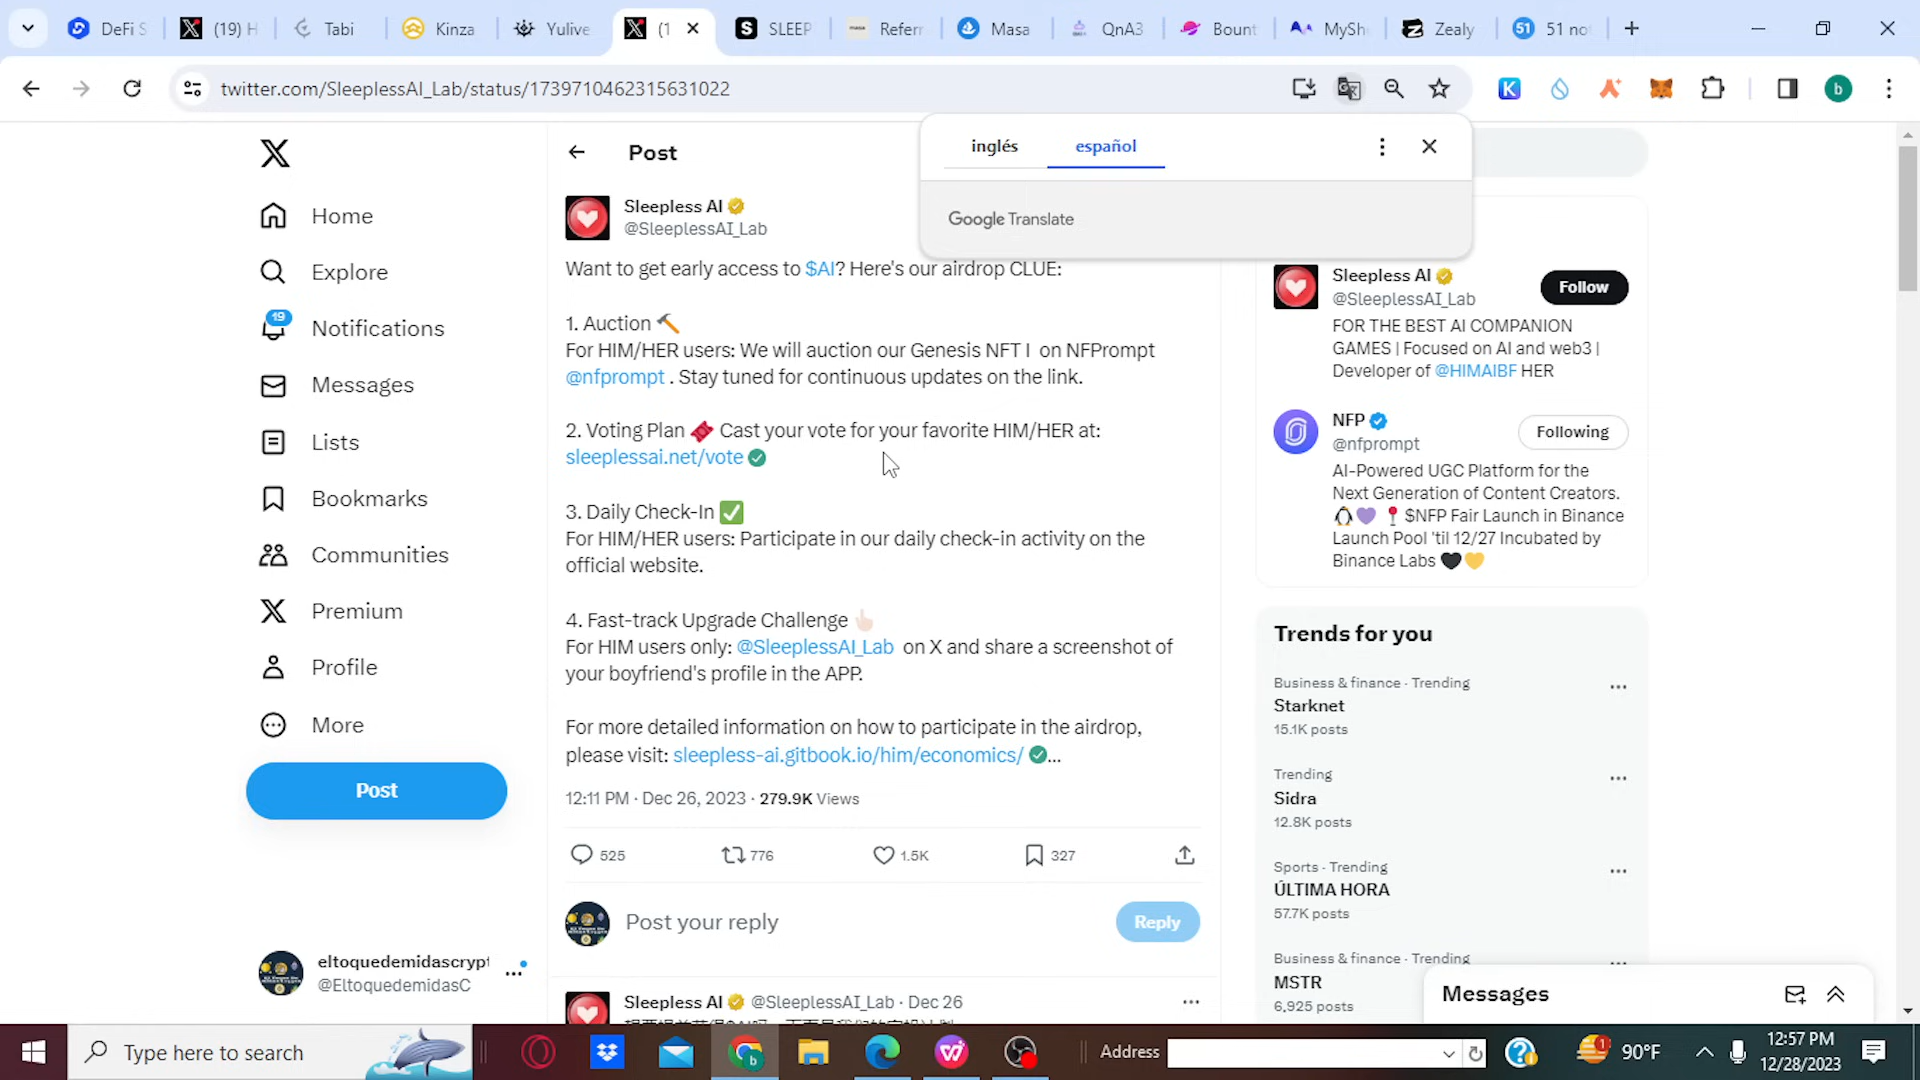 DeFi S
(19) H
Tabi
Kinza
Yulive
(1
SLEEP
Referr
Masa
QnA3
Bount
MySh
Zealy
51 no
twitter.com/SleeplessAI_Lab/status/1739710462315631022
inglés
español
Google Translate
Home
Explore
19
Notifications
Messages
Lists
Bookmarks
Communities
Premium
Profile
More
Post
eltoquedemidascrypt
@EltoquedemidasC
Post
Sleepless AI
@SleeplessAI_Lab
Want to get early access to $AI? Here's our airdrop CLUE:
1. Auction 🔨
For HIM/HER users: We will auction our Genesis NFT I on NFPrompt
@nfprompt . Stay tuned for continuous updates on the link.
2. Voting Plan 🎟️ Cast your vote for your favorite HIM/HER at:
sleeplessai.net/vote
3. Daily Check-In ✅
For HIM/HER users: Participate in our daily check-in activity on the
official website.
4. Fast-track Upgrade Challenge 👆🏻
For HIM users only: @SleeplessAI_Lab on X and share a screenshot of
your boyfriend's profile in the APP.
For more detailed information on how to participate in the airdrop,
please visit: sleepless-ai.gitbook.io/him/economics/ ...
12:11 PM · Dec 26, 2023 · 279.9K Views
525
776
1.5K
327
Post your reply
Reply
Sleepless AI @SleeplessAI_Lab · Dec 26
Sleepless AI
@SleeplessAI_Lab
Follow
FOR THE BEST AI COMPANION
GAMES | Focused on AI and web3 |
Developer of @HIMAIBF HER
NFP
@nfprompt
Following
AI-Powered UGC Platform for the
Next Generation of Content Creators.
🐧💜 📍 $NFP Fair Launch in Binance
Launch Pool 'til 12/27 Incubated by
Binance Labs 🖤💛
Trends for you
Business & finance · Trending
Starknet
15.1K posts
Trending
Sidra
12.8K posts
Sports · Trending
ÚLTIMA HORA
57.7K posts
Business & finance · Trending
MSTR
6,925 posts
Messages
Type here to search
Address
90°F
12:57 PM
12/28/2023